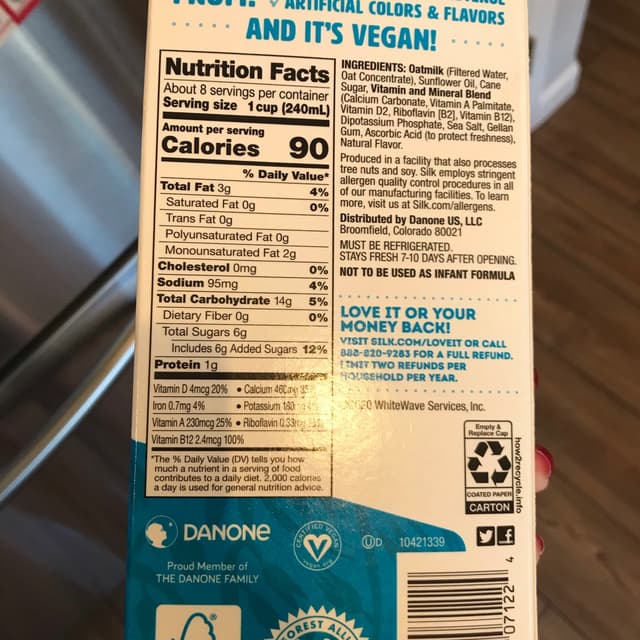 ARTIFICIAL COLORS & FLAVORS
AND IT'S VEGAN!
Nutrition Facts
About 8 servings per container
Serving size 1 cup (240mL)
Amount per serving
Calories 90
% Daily Value*
Total Fat 3g 4%
Saturated Fat 0g 0%
Trans Fat 0g
Polyunsaturated Fat 0g
Monounsaturated Fat 2g
Cholesterol 0mg 0%
Sodium 95mg 4%
Total Carbohydrate 14g 5%
Dietary Fiber 0g 0%
Total Sugars 6g
Includes 6g Added Sugars 12%
Protein 1g
Vitamin D 4mcg 20% • Calcium
Iron 0.7mg 4% • Potassium
Vitamin A 230mcg 25% • Riboflavin
Vitamin B12 2.4mcg 100%
*The % Daily Value (DV) tells you how
much a nutrient in a serving of food
contributes to a daily diet. 2,000 calories
a day is used for general nutrition advice.
INGREDIENTS: Oatmilk (Filtered Water,
Oat Concentrate), Sunflower Oil, Cane
Sugar, Vitamin and Mineral Blend
(Calcium Carbonate, Vitamin A Palmitate,
Vitamin D2, Riboflavin [B2], Vitamin B12),
Dipotassium Phosphate, Sea Salt, Gellan
Gum, Ascorbic Acid (to protect freshness),
Natural Flavor.
Produced in a facility that also processes
tree nuts and soy. Silk employs stringent
allergen quality control procedures in all
of our manufacturing facilities. To learn
more, visit us at Silk.com/allergens.
Distributed by Danone US, LLC
Broomfield, Colorado 80021
MUST BE REFRIGERATED.
STAYS FRESH 7-10 DAYS AFTER OPENING.
NOT TO BE USED AS INFANT FORMULA
LOVE IT OR YOUR
MONEY BACK!
VISIT SILK.COM/LOVEIT OR CALL
888-820-9283 FOR A FULL REFUND.
LIMIT TWO REFUNDS PER
HOUSEHOLD PER YEAR.
WhiteWave Services, Inc.
Empty &
Replace Cap
COATED PAPER
CARTON
how2recycle.info
DANONE
Proud Member of
THE DANONE FAMILY
CERTIFIED VEGAN
UD 10421339
07122
4